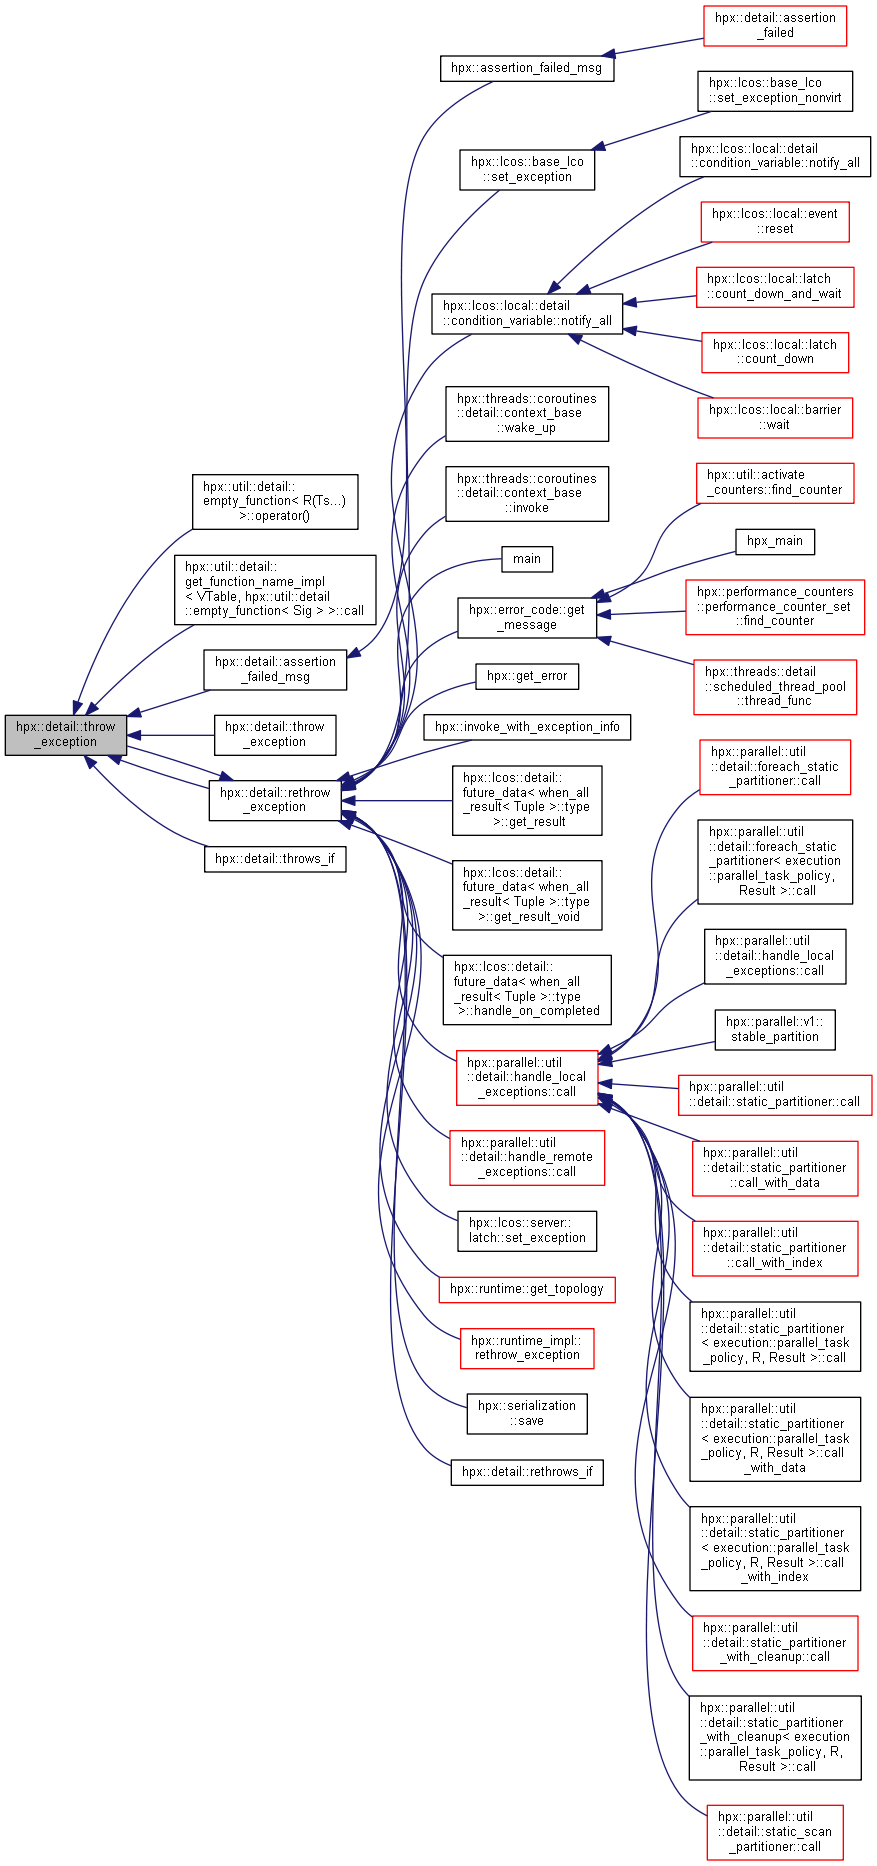 hpx::detail::throw
_exception
hpx::util::detail::
empty_function< R(Ts...)
>::operator()
hpx::util::detail::
get_function_name_impl
< VTable, hpx::util::detail
::empty_function< Sig > >::call
hpx::detail::assertion
_failed_msg
hpx::detail::throw
_exception
hpx::detail::rethrow
_exception
hpx::detail::throws_if
hpx::assertion_failed_msg
hpx::lcos::base_lco
::set_exception
hpx::lcos::local::detail
::condition_variable::notify_all
hpx::threads::coroutines
::detail::context_base
::wake_up
hpx::threads::coroutines
::detail::context_base
::invoke
main
hpx::error_code::get
_message
hpx::get_error
hpx::invoke_with_exception_info
hpx::lcos::detail::
future_data< when_all
_result< Tuple >::type
>::get_result
hpx::lcos::detail::
future_data< when_all
_result< Tuple >::type
>::get_result_void
hpx::lcos::detail::
future_data< when_all
_result< Tuple >::type
>::handle_on_completed
hpx::parallel::util
::detail::handle_local
_exceptions::call
hpx::parallel::util
::detail::handle_remote
_exceptions::call
hpx::lcos::server::
latch::set_exception
hpx::runtime::get_topology
hpx::runtime_impl::
rethrow_exception
hpx::serialization
::save
hpx::detail::rethrows_if
hpx::detail::assertion
_failed
hpx::lcos::base_lco
::set_exception_nonvirt
hpx::lcos::local::detail
::condition_variable::notify_all
hpx::lcos::local::event
::reset
hpx::lcos::local::latch
::count_down_and_wait
hpx::lcos::local::latch
::count_down
hpx::lcos::local::barrier
::wait
hpx::util::activate
_counters::find_counter
hpx_main
hpx::performance_counters
::performance_counter_set
::find_counter
hpx::threads::detail
::scheduled_thread_pool
::thread_func
hpx::parallel::util
::detail::foreach_static
_partitioner::call
hpx::parallel::util
::detail::foreach_static
_partitioner< execution
::parallel_task_policy,
Result >::call
hpx::parallel::util
::detail::handle_local
_exceptions::call
hpx::parallel::v1::
stable_partition
hpx::parallel::util
::detail::static_partitioner::call
hpx::parallel::util
::detail::static_partitioner
::call_with_data
hpx::parallel::util
::detail::static_partitioner
::call_with_index
hpx::parallel::util
::detail::static_partitioner
< execution::parallel_task
_policy, R, Result >::call
hpx::parallel::util
::detail::static_partitioner
< execution::parallel_task
_policy, R, Result >::call
_with_data
hpx::parallel::util
::detail::static_partitioner
< execution::parallel_task
_policy, R, Result >::call
_with_index
hpx::parallel::util
::detail::static_partitioner
_with_cleanup::call
hpx::parallel::util
::detail::static_partitioner
_with_cleanup< execution
::parallel_task_policy, R,
Result >::call
hpx::parallel::util
::detail::static_scan
_partitioner::call